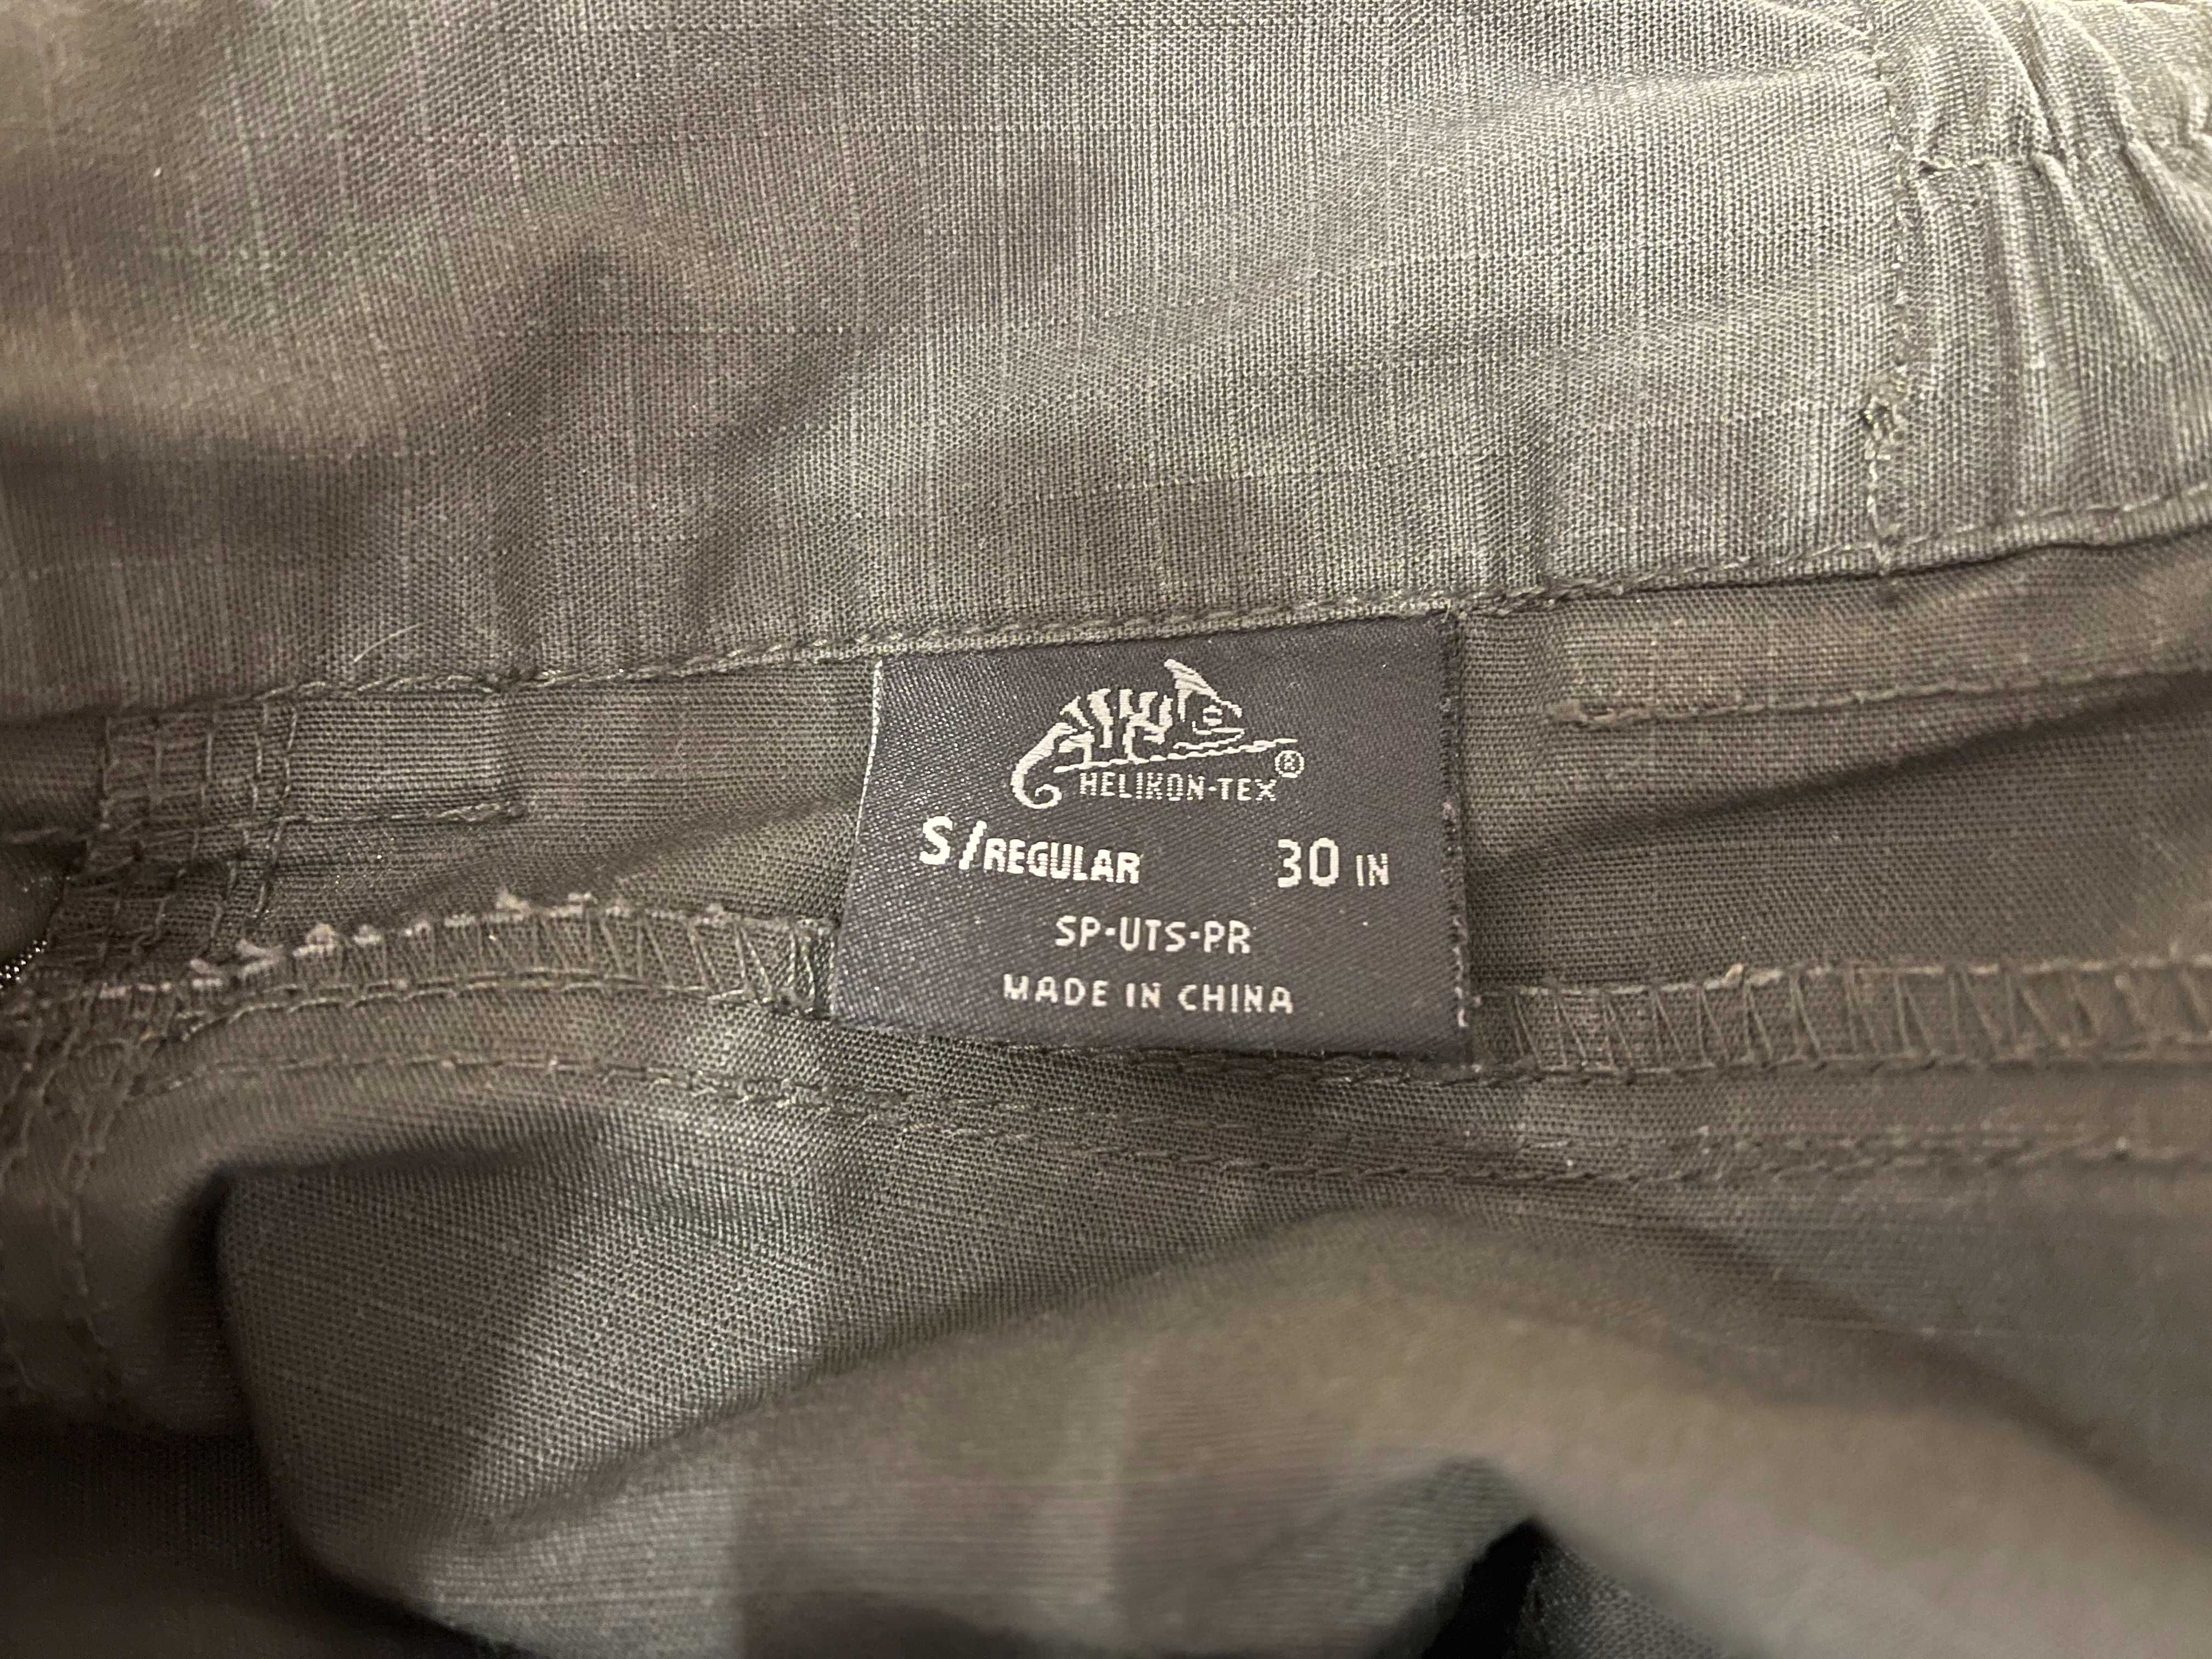 HELIKON-TEX®
S/REGULAR 30 IN
SP-UTS-PR
MADE IN CHINA